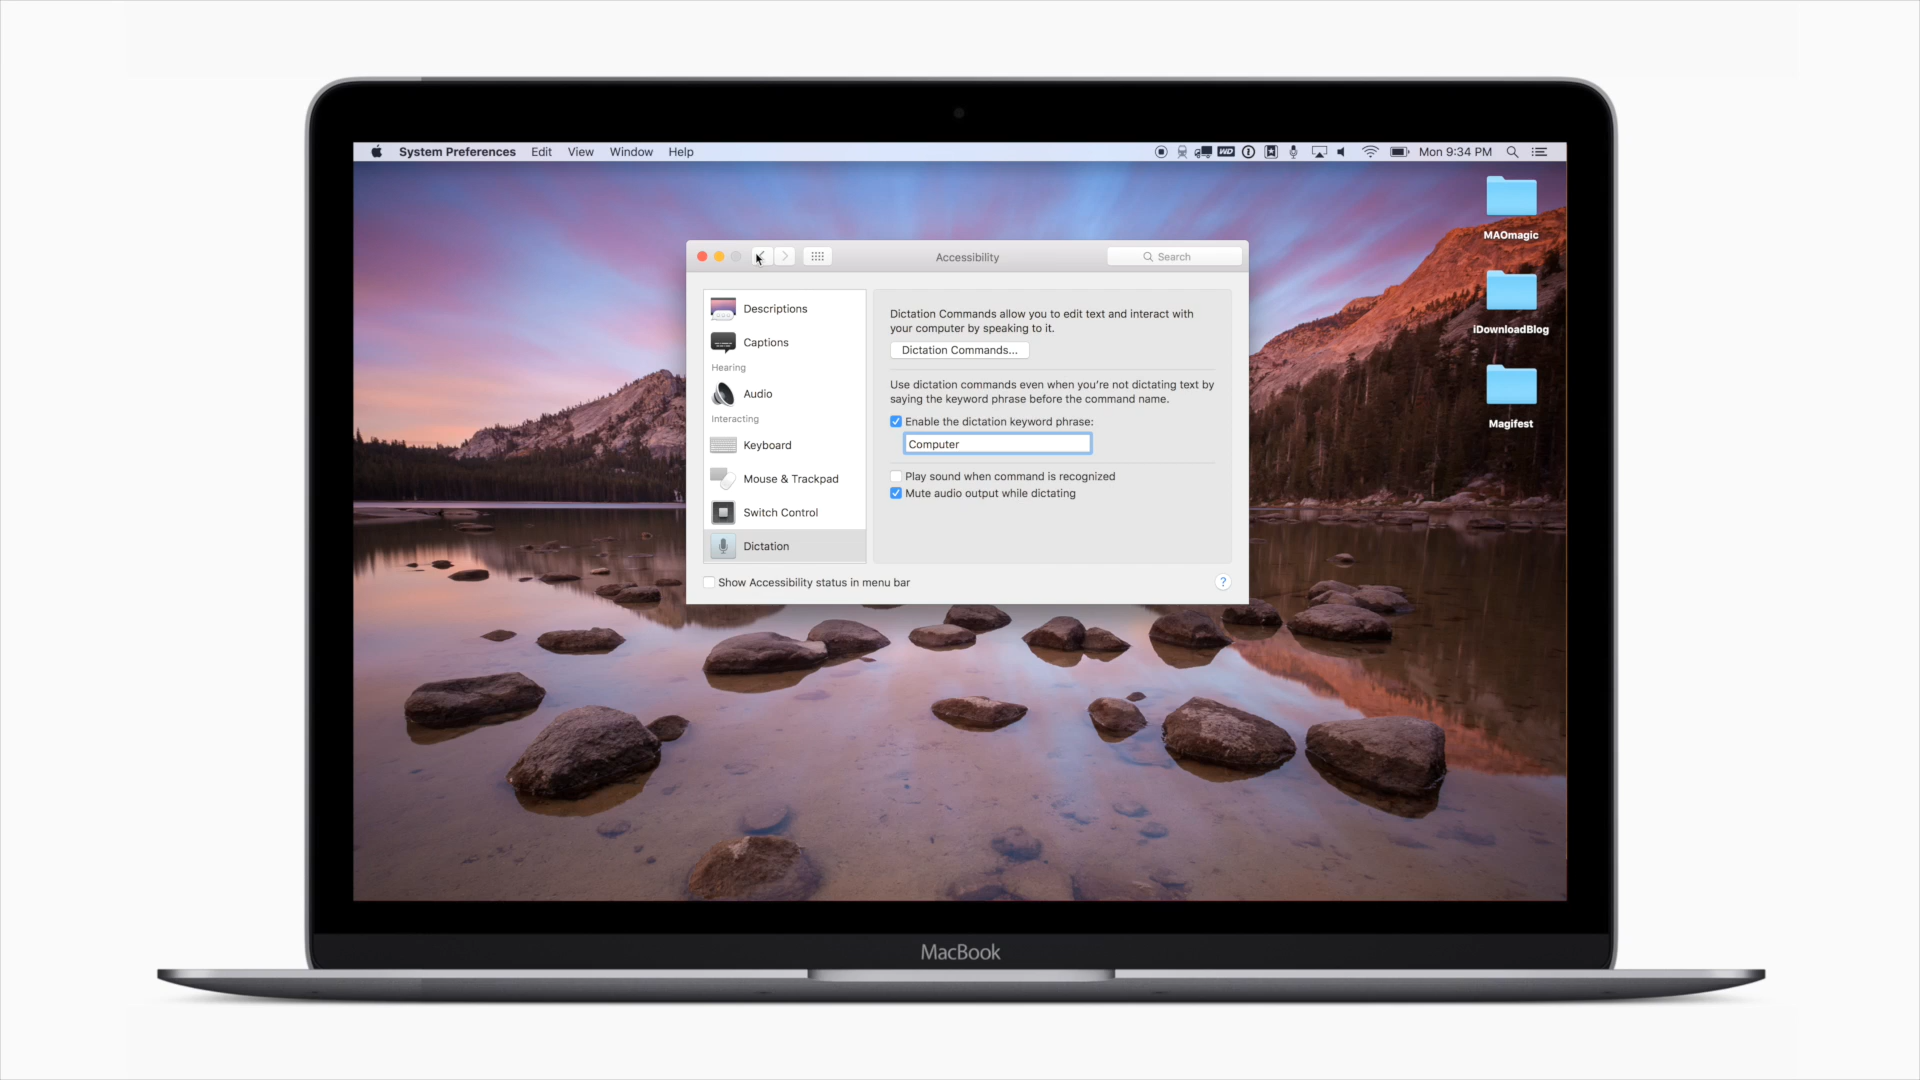 System Preferences Edit View Window Help
WD
Mon 9:34 PM
MAOmagic
iDownloadBlog
Magifest
Accessibility
Search
Descriptions
Captions
Hearing
Audio
Interacting
Keyboard
Mouse & Trackpad
Switch Control
Dictation
Dictation Commands allow you to edit text and interact with
your computer by speaking to it.
Dictation Commands...
Use dictation commands even when you're not dictating text by
saying the keyword phrase before the command name.
Enable the dictation keyword phrase:
Computer
Play sound when command is recognized
Mute audio output while dictating
Show Accessibility status in menu bar
?
MacBook